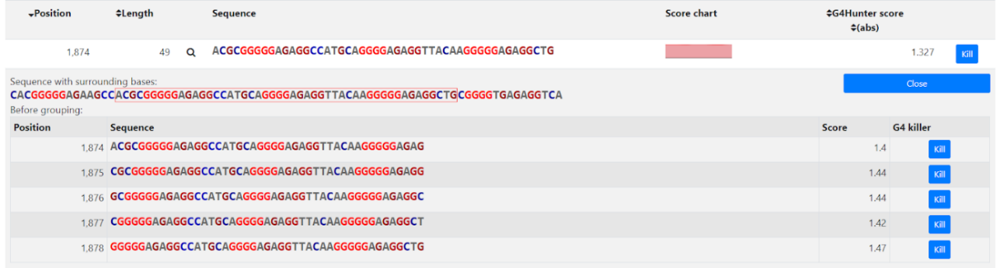 Position Length Sequence Score chart G4Hunter score
(abs)
1,874 49 ACGCGGGGGAGAGGCCATGCAGGGGAGAGGTTACAAGGGGGAGAGGCTG 1.327 Kill
Sequence with surrounding bases: Close
CACGGGGGAGAAGCCACGCGGGGGAGAGGCCATGCAGGGGAGAGGTTACAAGGGGGAGAGGCTGCGGGGTGAGAGGTCA
Before grouping:
Position Sequence Score G4 killer
1,874 ACGCGGGGGAGAGGCCATGCAGGGGAGAGGTTACAAGGGGGAGAG 1.4 Kill
1,875 CGCGGGGGAGAGGCCATGCAGGGGAGAGGTTACAAGGGGGAGAGG 1.44 Kill
1,876 GCGGGGGAGAGGCCATGCAGGGGAGAGGTTACAAGGGGGAGAGGC 1.44 Kill
1,877 CGGGGGAGAGGCCATGCAGGGGAGAGGTTACAAGGGGGAGAGGCT 1.42 Kill
1,878 GGGGGAGAGGCCATGCAGGGGAGAGGTTACAAGGGGGAGAGGCTG 1.47 Kill